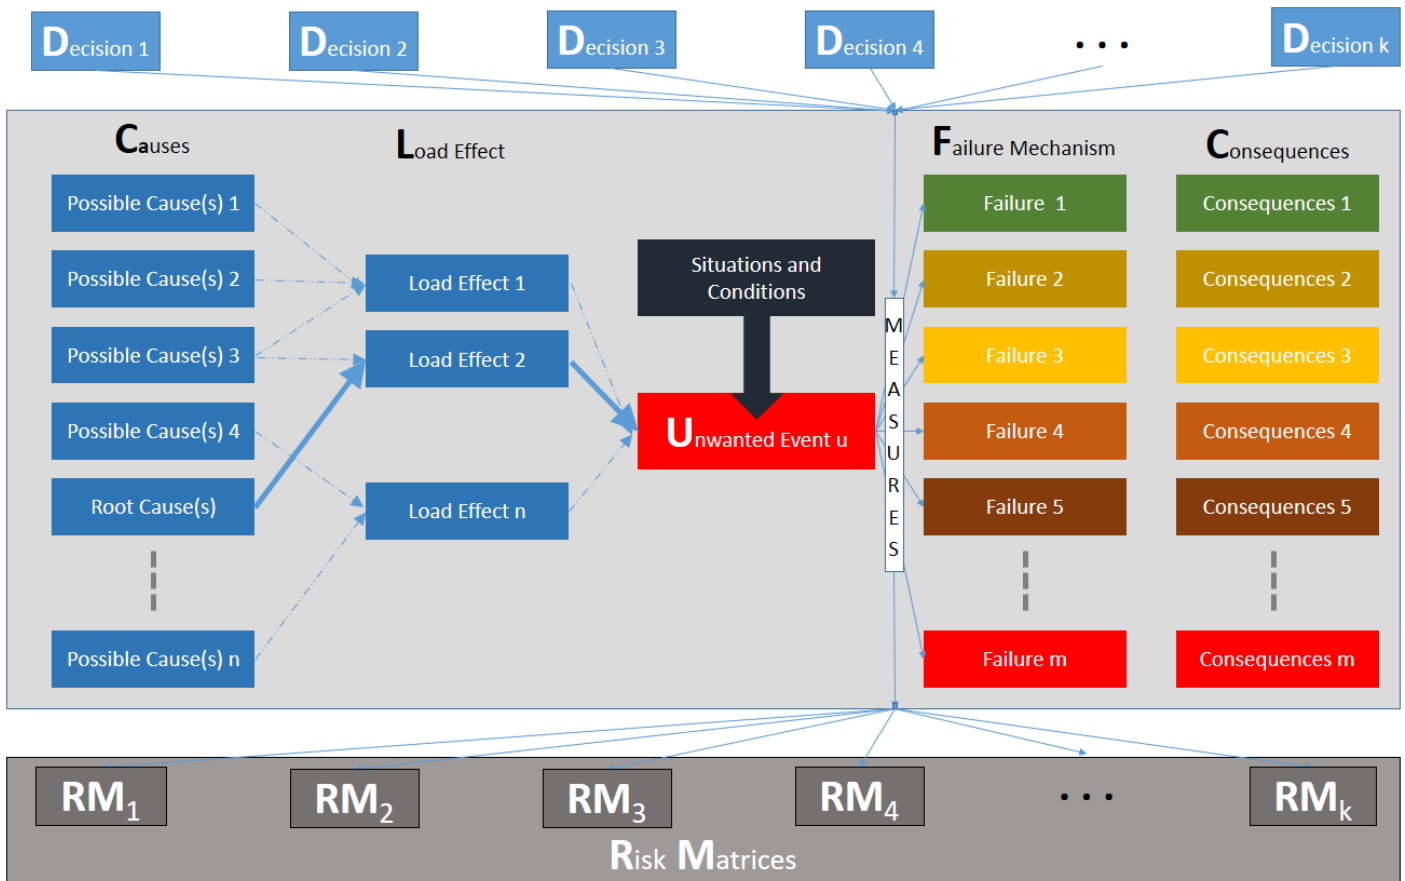 Decision 1
Decision 2
Decision 3
Decision 4
...
Decision k
Causes
Load Effect
Failure Mechanism
Consequences
Possible Cause(s) 1
Possible Cause(s) 2
Possible Cause(s) 3
Possible Cause(s) 4
Root Cause(s)
Possible Cause(s) n
Load Effect 1
Load Effect 2
Load Effect n
Situations and
Conditions
Unwanted Event u
MEASURES
Failure 1
Failure 2
Failure 3
Failure 4
Failure 5
Failure m
Consequences 1
Consequences 2
Consequences 3
Consequences 4
Consequences 5
Consequences m
RM1
RM2
RM3
RM4
...
RMk
Risk Matrices